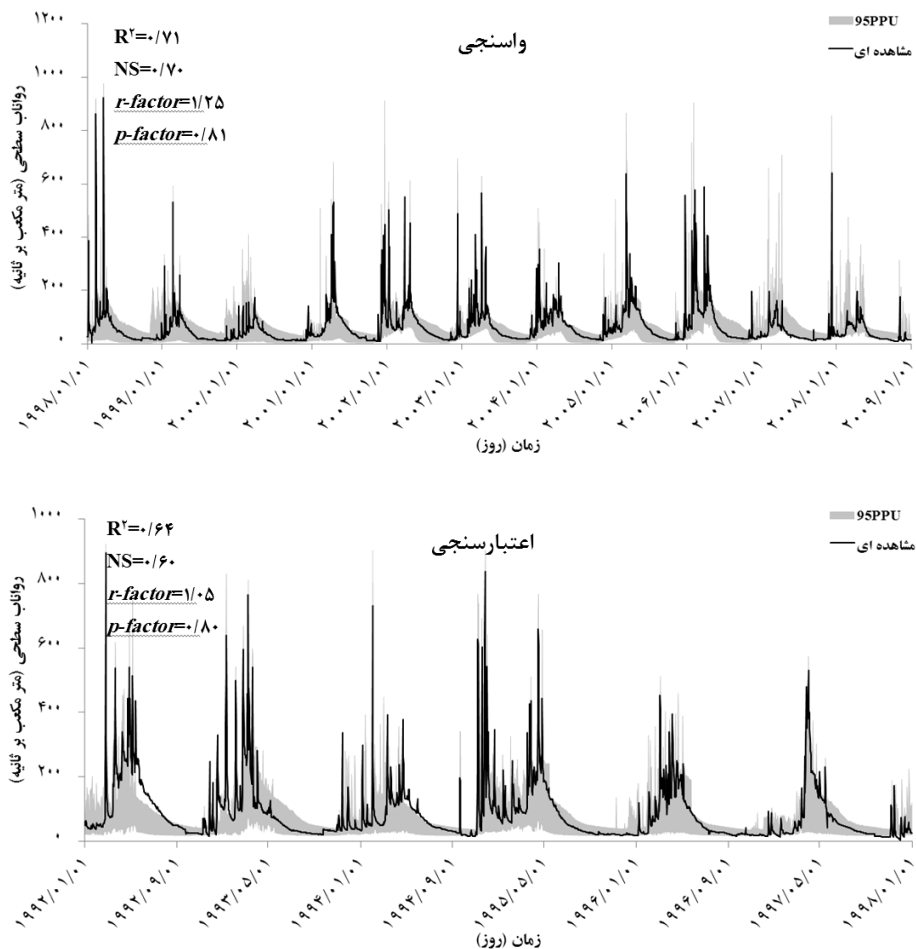 واسنجی
R²=۰/۷۱
NS=۰/۷۰
r-factor=۱/۲۵
p-factor=۰/۸۱
95PPU
مشاهده ای
رواناب سطحی (متر مکعب بر ثانیه)
۱۲۰۰
۱۰۰۰
۸۰۰
۶۰۰
۴۰۰
۲۰۰
۰
۱۹۹۸/۰۱/۰۱
۱۹۹۹/۰۱/۰۱
۲۰۰۰/۰۱/۰۱
۲۰۰۱/۰۱/۰۱
۲۰۰۲/۰۱/۰۱
۲۰۰۳/۰۱/۰۱
۲۰۰۴/۰۱/۰۱
۲۰۰۵/۰۱/۰۱
۲۰۰۶/۰۱/۰۱
۲۰۰۷/۰۱/۰۱
۲۰۰۸/۰۱/۰۱
۲۰۰۹/۰۱/۰۱
زمان (روز)
اعتبارسنجی
R²=۰/۶۴
NS=۰/۶۰
r-factor=۱/۰۵
p-factor=۰/۸۰
95PPU
مشاهده ای
رواناب سطحی (متر مکعب بر ثانیه)
۱۰۰۰
۸۰۰
۶۰۰
۴۰۰
۲۰۰
۰
۱۹۹۲/۰۱/۰۱
۱۹۹۲/۰۹/۰۱
۱۹۹۳/۰۵/۰۱
۱۹۹۴/۰۱/۰۱
۱۹۹۴/۰۹/۰۱
۱۹۹۵/۰۵/۰۱
۱۹۹۶/۰۱/۰۱
۱۹۹۶/۰۹/۰۱
۱۹۹۷/۰۵/۰۱
۱۹۹۸/۰۱/۰۱
زمان (روز)